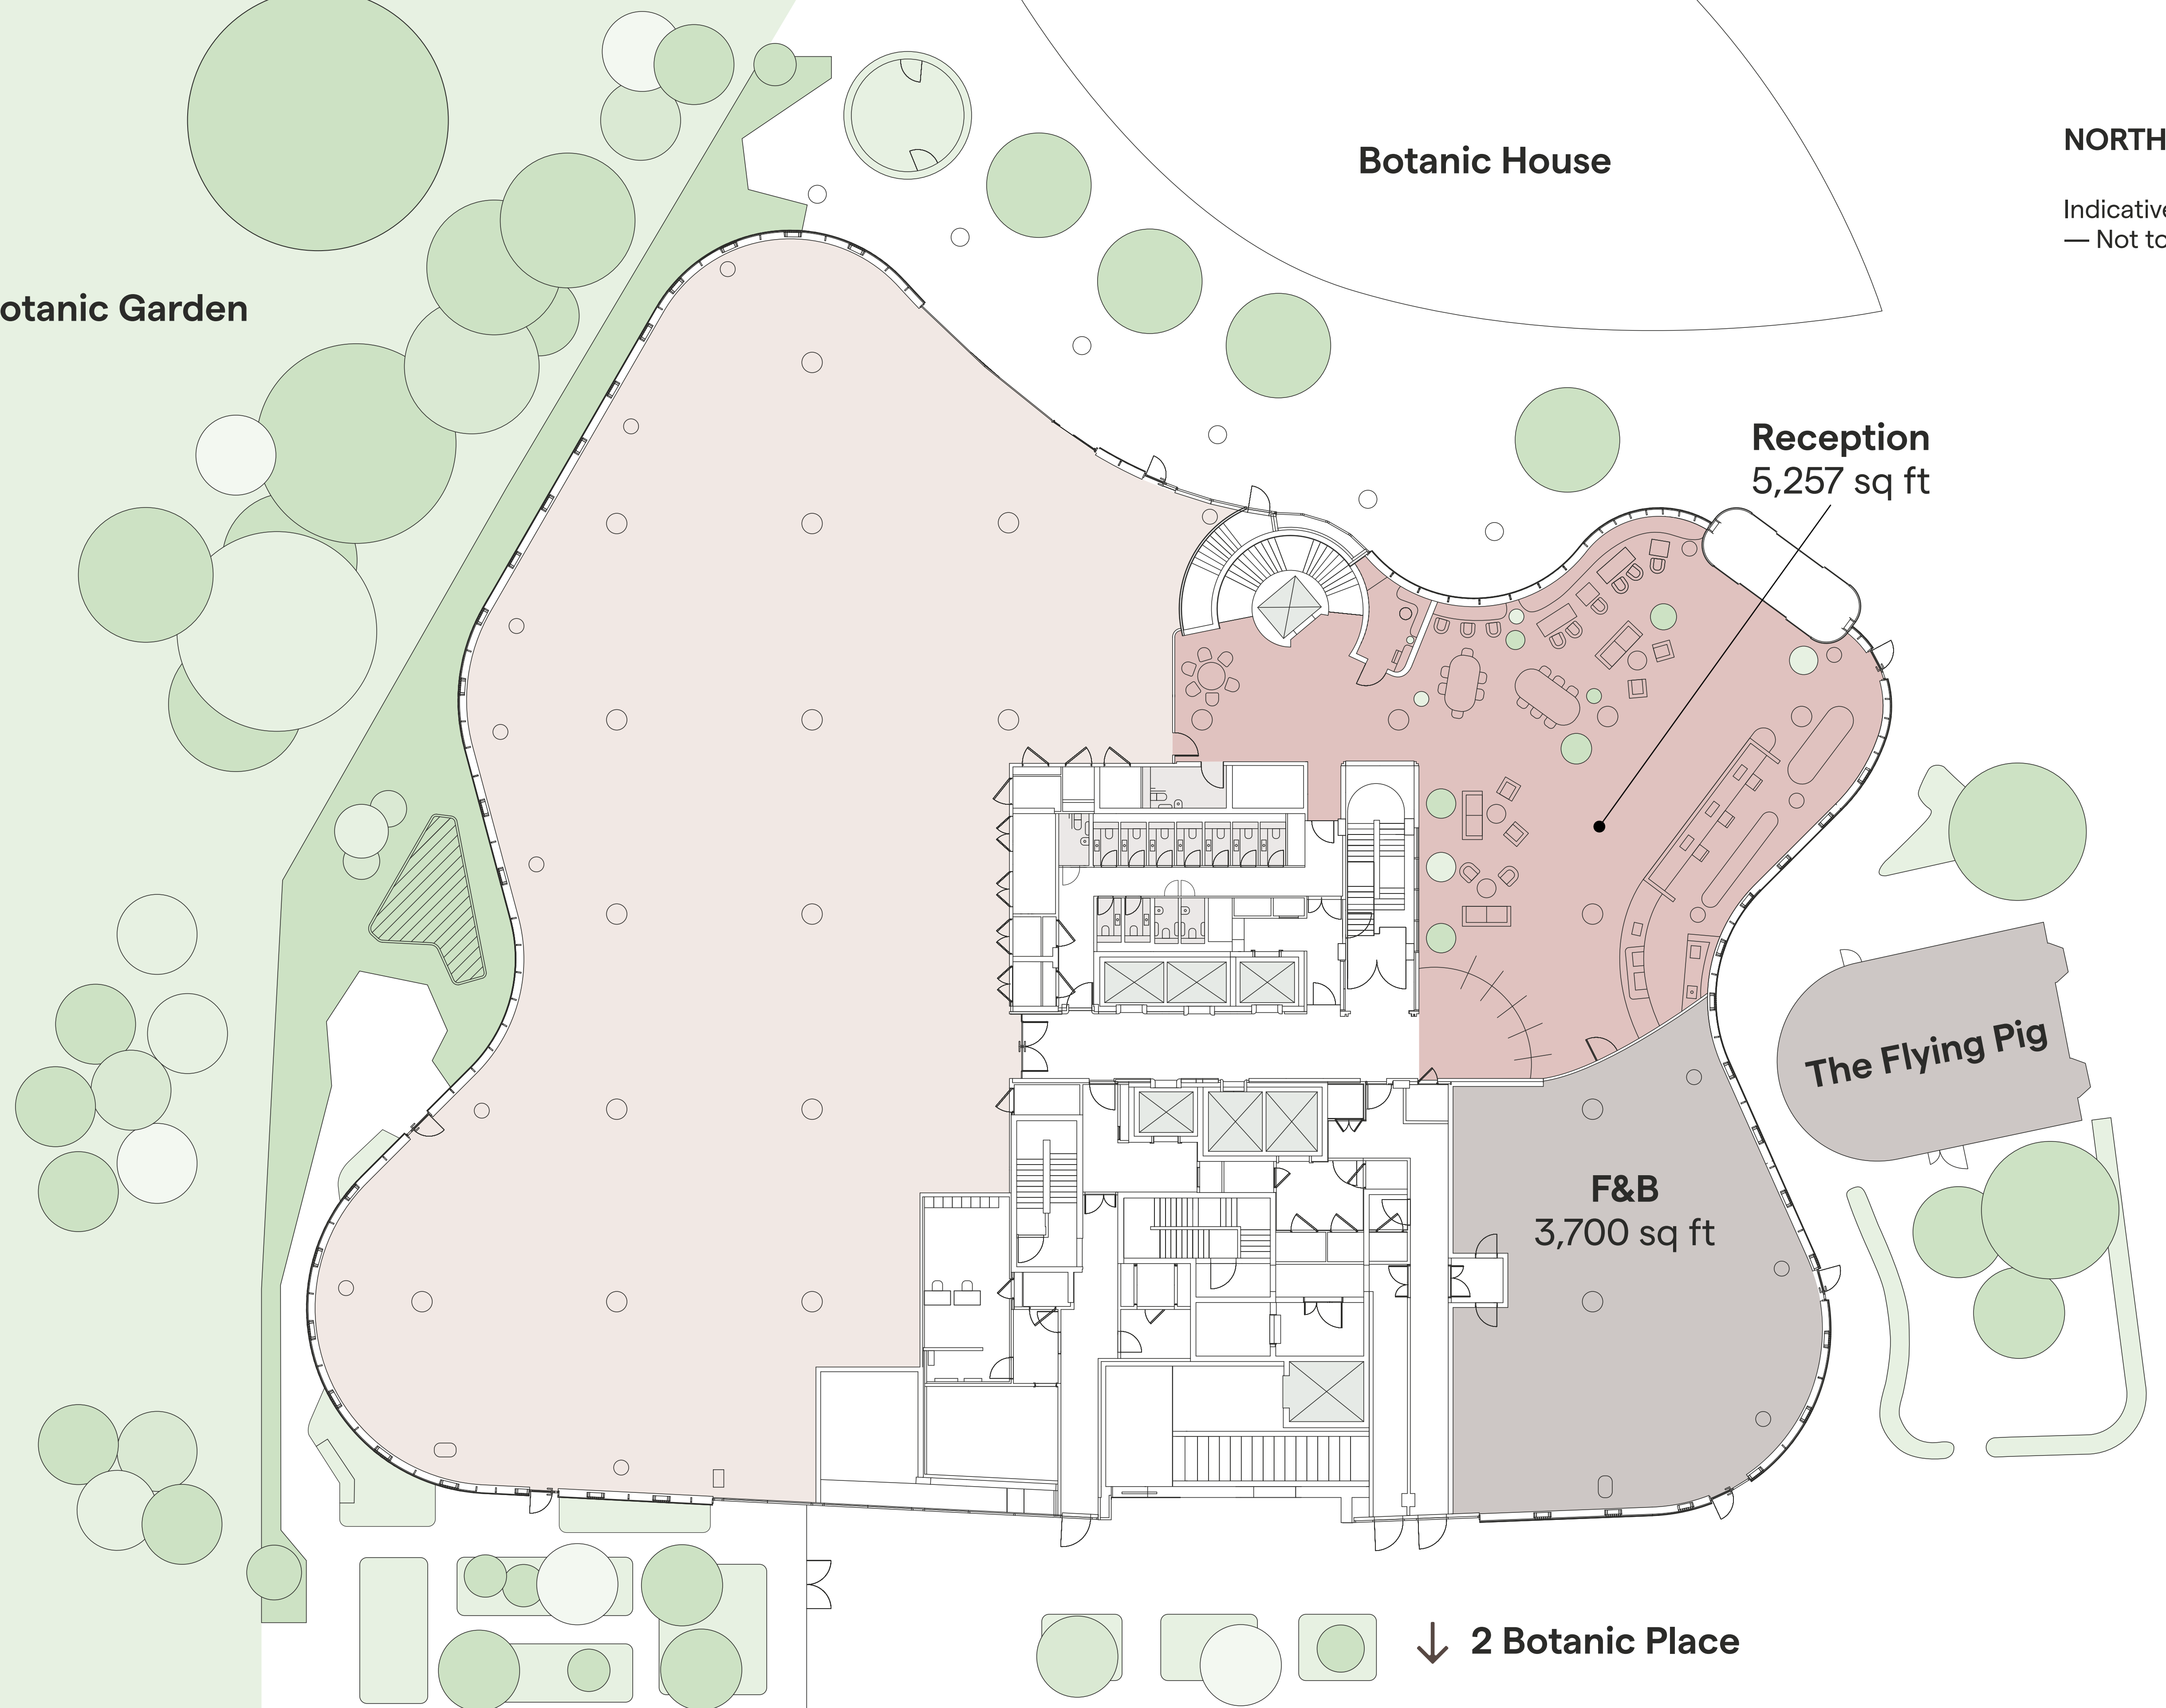 Botanic House
NORTH
Indicative
— Not to
otanic Garden
Reception
5,257 sq ft
The Flying Pig
F&B
3,700 sq ft
↓ 2 Botanic Place